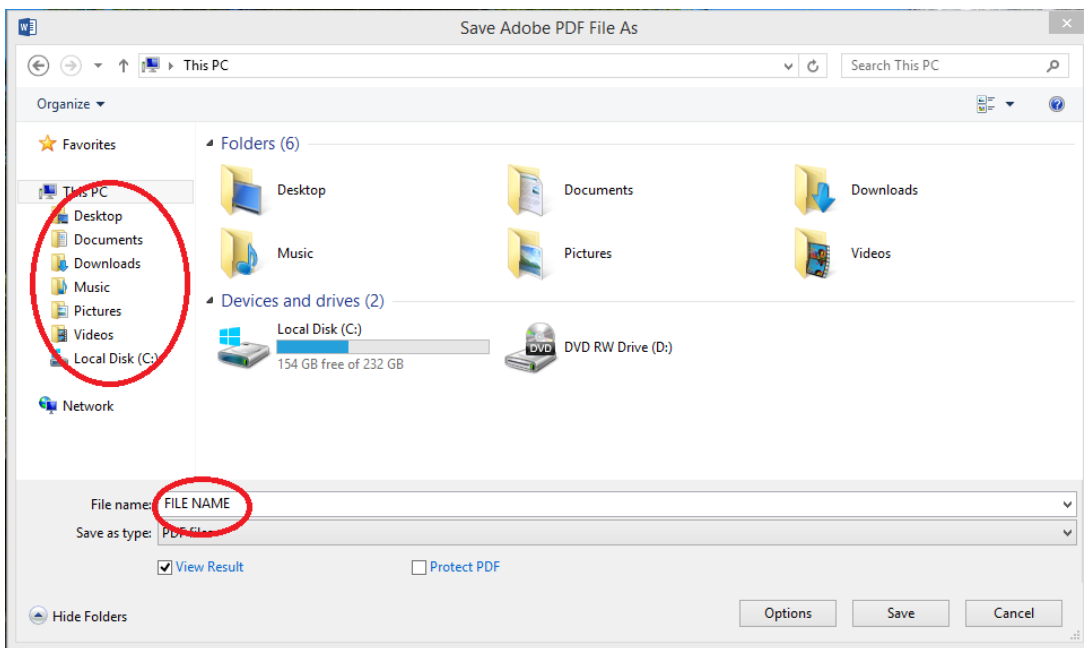 Save Adobe PDF File As
This PC
Search This PC
Organize
Favorites
This PC
Desktop
Documents
Downloads
Music
Pictures
Videos
Local Disk (C:)
Network
Folders (6)
Desktop
Documents
Downloads
Music
Pictures
Videos
Devices and drives (2)
Local Disk (C:)
154 GB free of 232 GB
DVD
DVD RW Drive (D:)
File name: FILE NAME
Save as type: PDF files
View Result
Protect PDF
Hide Folders
Options
Save
Cancel